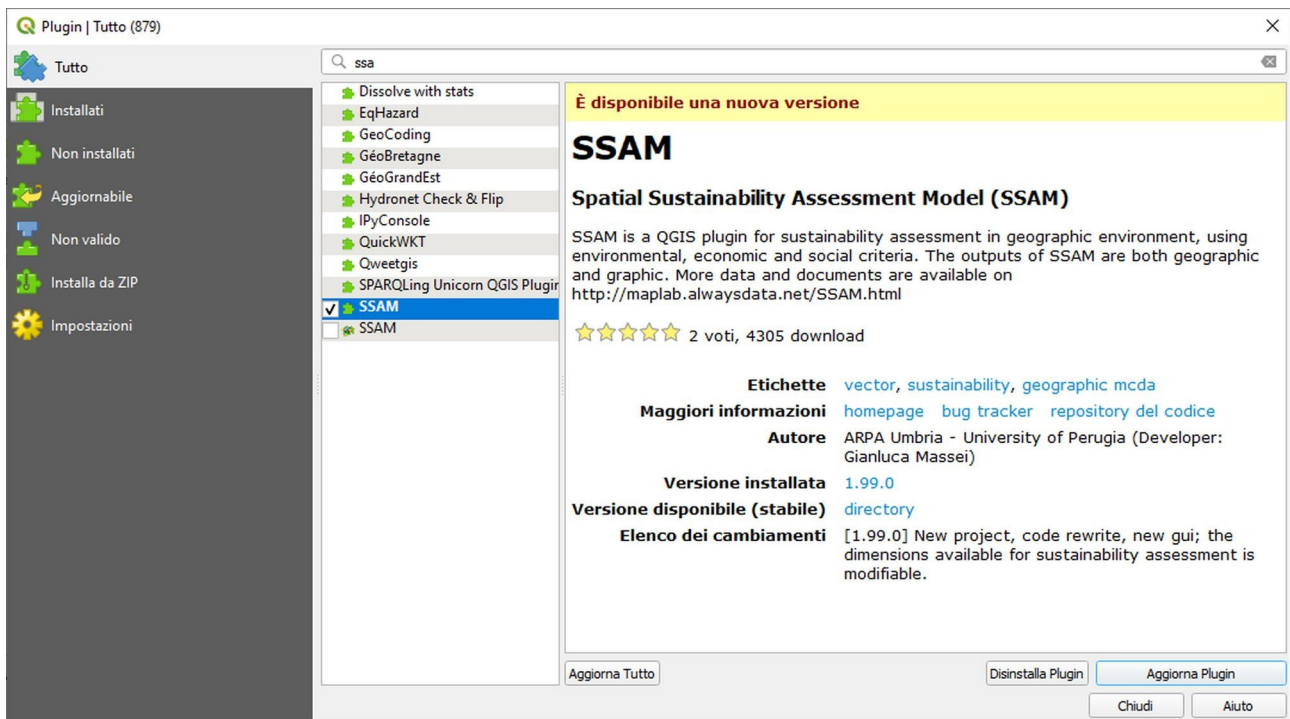 Plugin | Tutto (879)
Tutto
Installati
Non installati
Aggiornabile
Non valido
Installa da ZIP
Impostazioni
ssa
Dissolve with stats
EqHazard
GeoCoding
GéoBretagne
GéoGrandEst
Hydronet Check & Flip
IPyConsole
QuickWKT
Qweetgis
SPARQLing Unicorn QGIS Plugin
SSAM
SSAM
È disponibile una nuova versione
SSAM
Spatial Sustainability Assessment Model (SSAM)
SSAM is a QGIS plugin for sustainability assessment in geographic environment, using
environmental, economic and social criteria. The outputs of SSAM are both geographic
and graphic. More data and documents are available on
http://maplab.alwaysdata.net/SSAM.html
2 voti, 4305 download
Etichette vector, sustainability, geographic mcda
Maggiori informazioni homepage bug tracker repository del codice
Autore ARPA Umbria - University of Perugia (Developer:
Gianluca Massei)
Versione installata 1.99.0
Versione disponibile (stabile) directory
Elenco dei cambiamenti [1.99.0] New project, code rewrite, new gui; the
dimensions available for sustainability assessment is
modifiable.
Aggiorna Tutto Disinstalla Plugin Aggiorna Plugin
Chiudi Aiuto